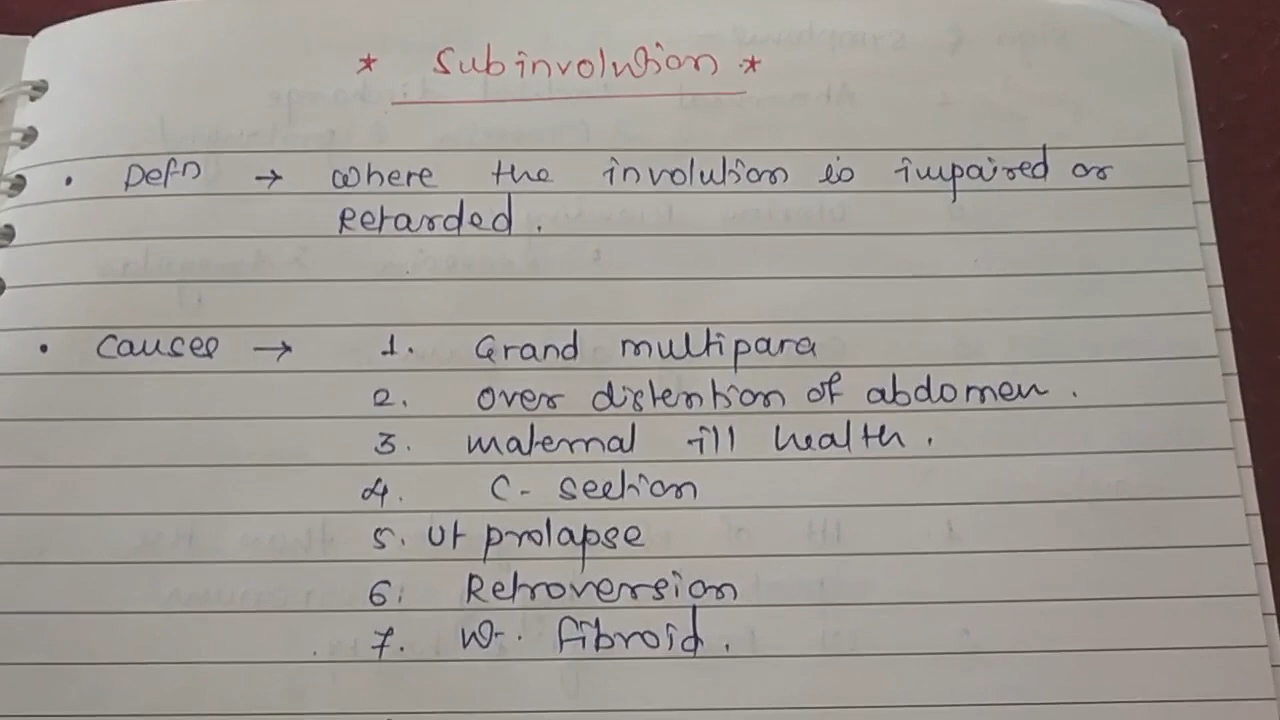 * Subinvolution *
• Defn → where the involution is impaired or
Retarded.
• Causes → 1. Grand multipara
2. over distention of abdomen.
3. maternal ill health.
4. C-section
5. Ut prolapse
6. Retroversion
7. fibroid.